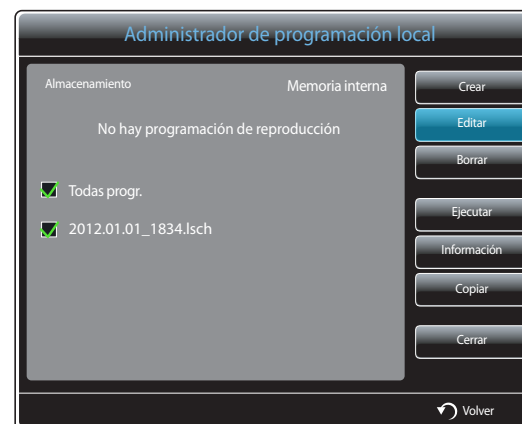 Administrador de programación local
Almacenamiento Memoria interna
No hay programación de reproducción
Todas progr.
2012.01.01_1834.lsch
Crear
Editar
Borrar
Ejecutar
Información
Copiar
Cerrar
Volver